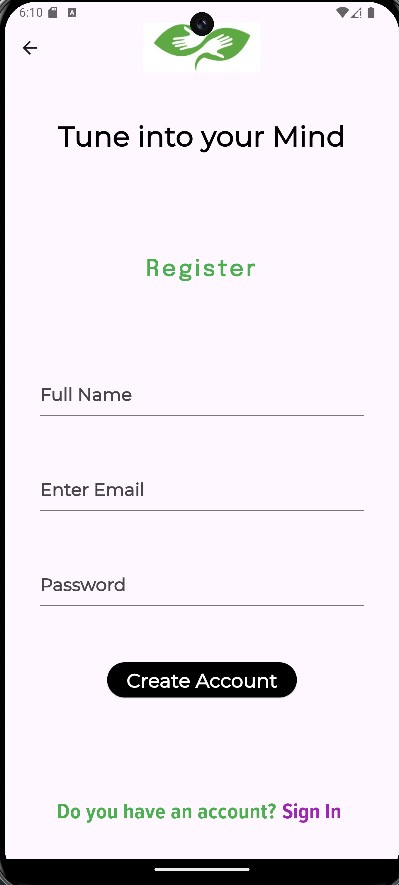 6:10
Tune into your Mind
Register
Full Name
Enter Email
Password
Create Account
Do you have an account? Sign In